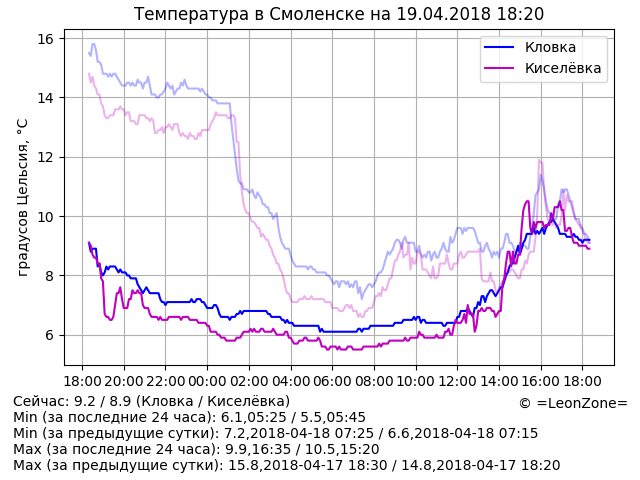 Температура в Смоленске на 19.04.2018 18:20
Кловка
Киселёвка
градусов Цельсия, °C
16
14
12
10
8
6
18:00 20:00 22:00 00:00 02:00 04:00 06:00 08:00 10:00 12:00 14:00 16:00 18:00
Сейчас: 9.2 / 8.9 (Кловка / Киселёвка)
© =LeonZone=
Min (за последние 24 часа): 6.1,05:25 / 5.5,05:45
Min (за предыдущие сутки): 7.2,2018-04-18 07:25 / 6.6,2018-04-18 07:15
Max (за последние 24 часа): 9.9,16:35 / 10.5,15:20
Max (за предыдущие сутки): 15.8,2018-04-17 18:30 / 14.8,2018-04-17 18:20